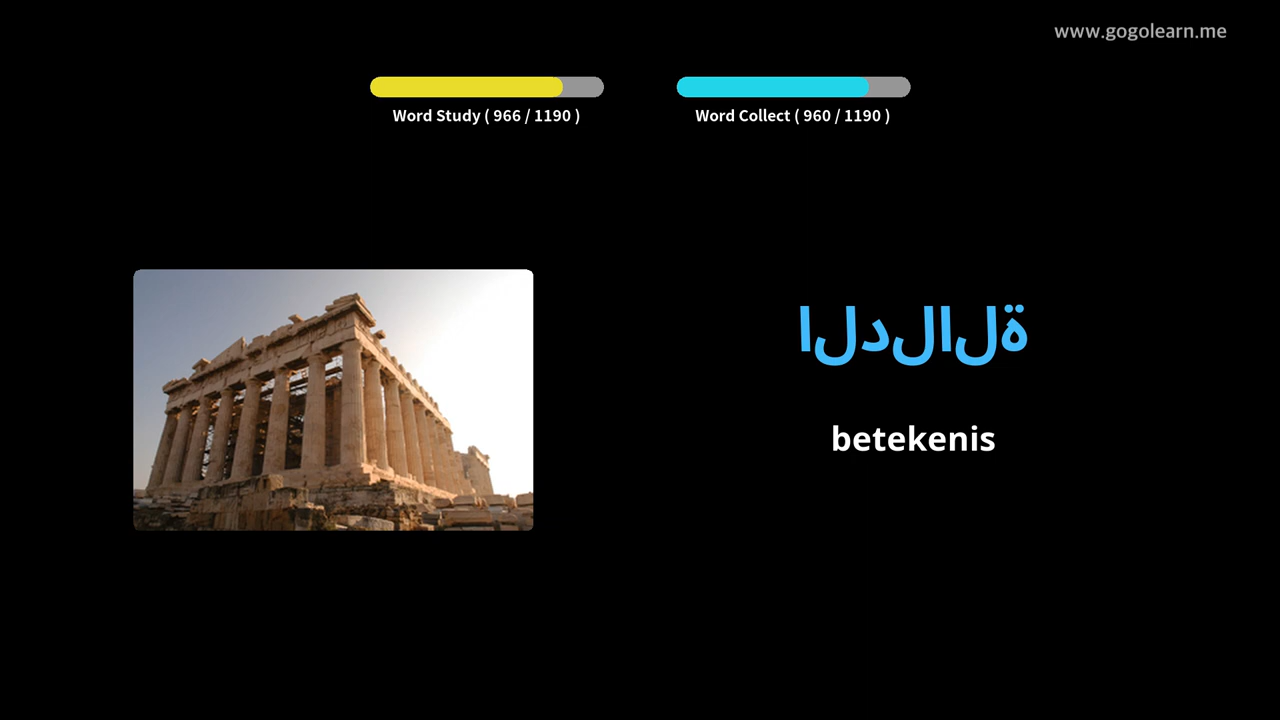 www.gogolearn.me
Word Study ( 966 / 1190 )
Word Collect ( 960 / 1190 )
الدلالة
betekenis